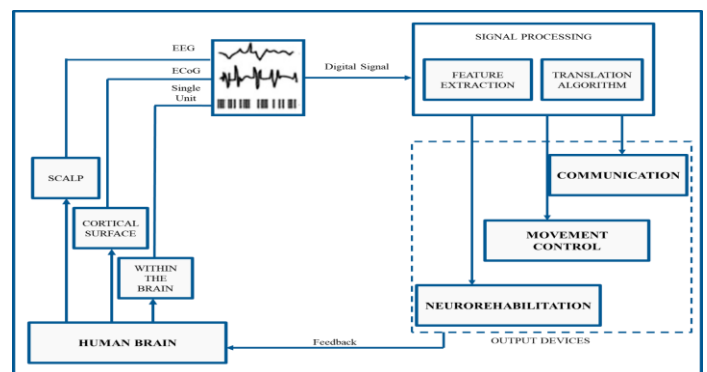 EEG
ECoG
Single
Unit
Digital Signal
SIGNAL PROCESSING
FEATURE
EXTRACTION
TRANSLATION
ALGORITHM
SCALP
CORTICAL
SURFACE
WITHIN
THE
BRAIN
HUMAN BRAIN
COMMUNICATION
MOVEMENT
CONTROL
NEUROREHABILITATION
OUTPUT DEVICES
Feedback